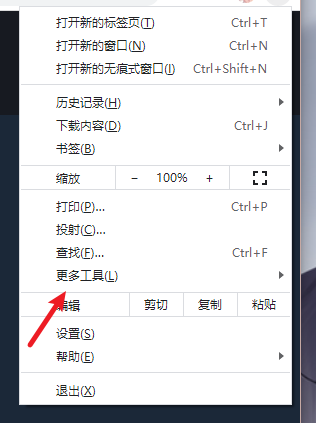 打开新的标签页(T) Ctrl+T
打开新的窗口(N) Ctrl+N
打开新的无痕式窗口(I) Ctrl+Shift+N
历史记录(H)
下载内容(D) Ctrl+J
书签(B)
缩放 − 100% +
打印(P)... Ctrl+P
投射(C)...
查找(F)... Ctrl+F
更多工具(L)
编辑 剪切 复制 粘贴
设置(S)
帮助(E)
退出(X)